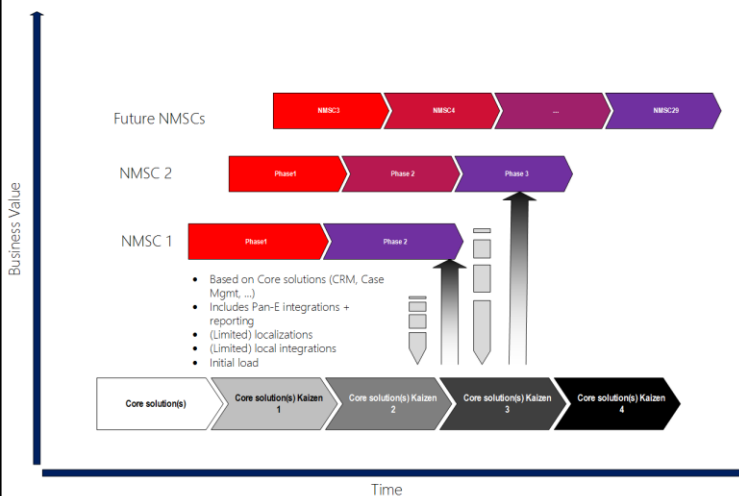 Business Value
Future NMSCs
NMSC3
NMSC4
...
NMSC29
NMSC 2
Phase1
Phase 2
Phase 3
NMSC 1
Phase1
Phase 2
• Based on Core solutions (CRM, Case
Mgmt, ...)
• Includes Pan-E integrations +
reporting
• (Limited) localizations
• (Limited) local integrations
• Initial load
Core solution(s)
Core solution(s) Kaizen
1
Core solution(s) Kaizen
2
Core solution(s) Kaizen
3
Core solution(s) Kaizen
4
Time